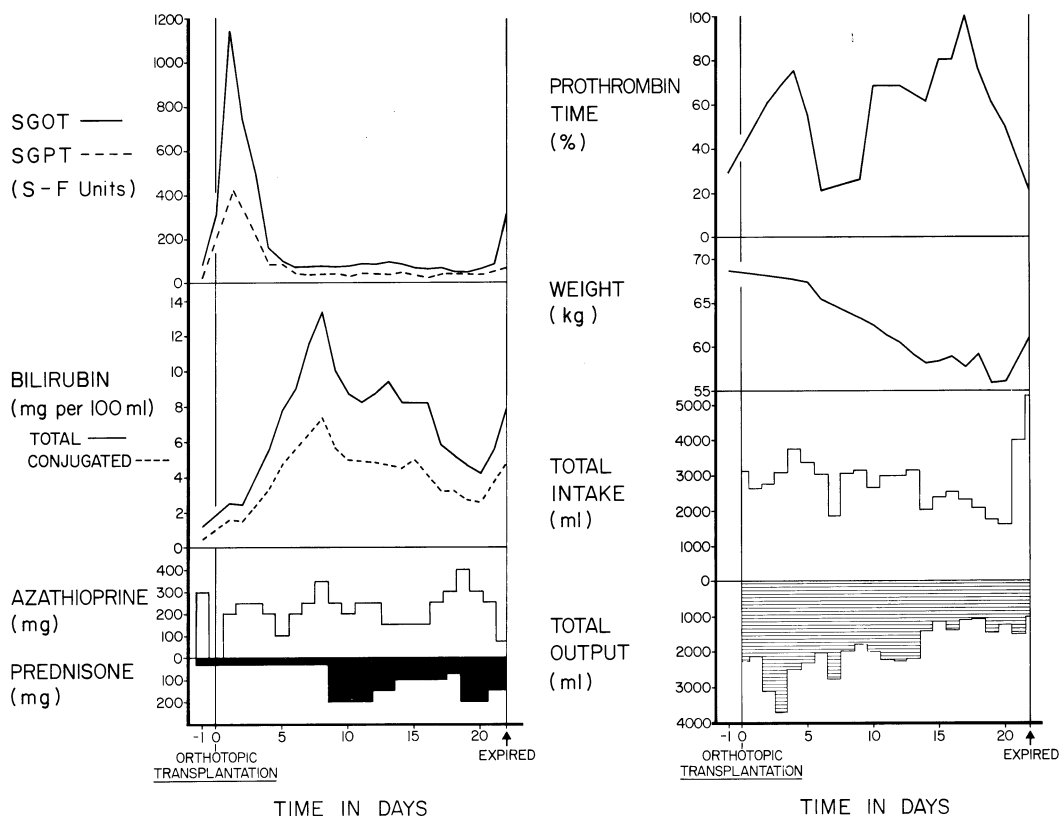 1200
1000
800
600
400
200
0
SGOT
SGPT
(S-F Units)
14
12
10
8
6
4
2
0
BILIRUBIN
(mg per 100 ml)
TOTAL
CONJUGATED
400
300
200
100
0
AZATHIOPRINE
(mg)
PREDNISONE
(mg)
100
200
-1 0 5 10 15 20
ORTHOTOPIC
TRANSPLANTATION
EXPIRED
TIME IN DAYS
100
80
60
40
20
0
PROTHROMBIN
TIME
(%)
70
65
60
55
WEIGHT
(kg)
5000
4000
3000
2000
1000
0
TOTAL
INTAKE
(ml)
1000
2000
3000
4000
TOTAL
OUTPUT
(ml)
-1 0 5 10 15 20
ORTHOTOPIC
TRANSPLANTATION
EXPIRED
TIME IN DAYS